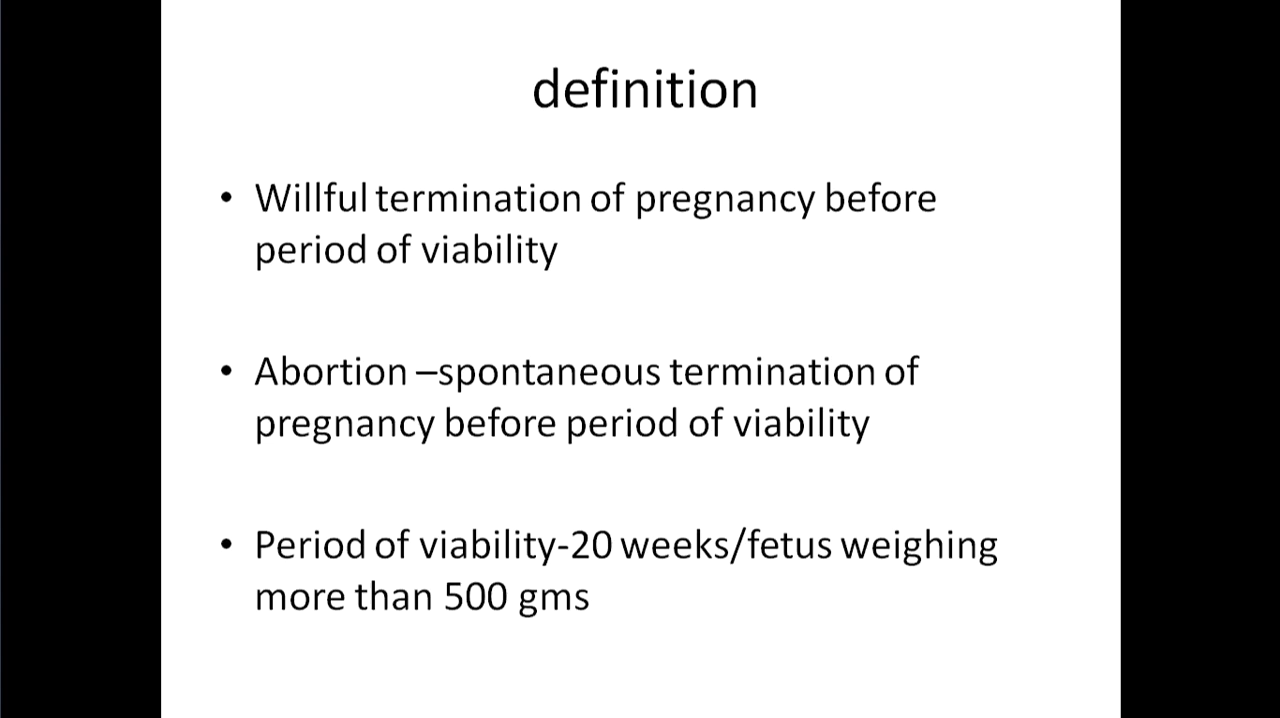 definition
• Willful termination of pregnancy before
period of viability
• Abortion –spontaneous termination of
pregnancy before period of viability
• Period of viability-20 weeks/fetus weighing
more than 500 gms